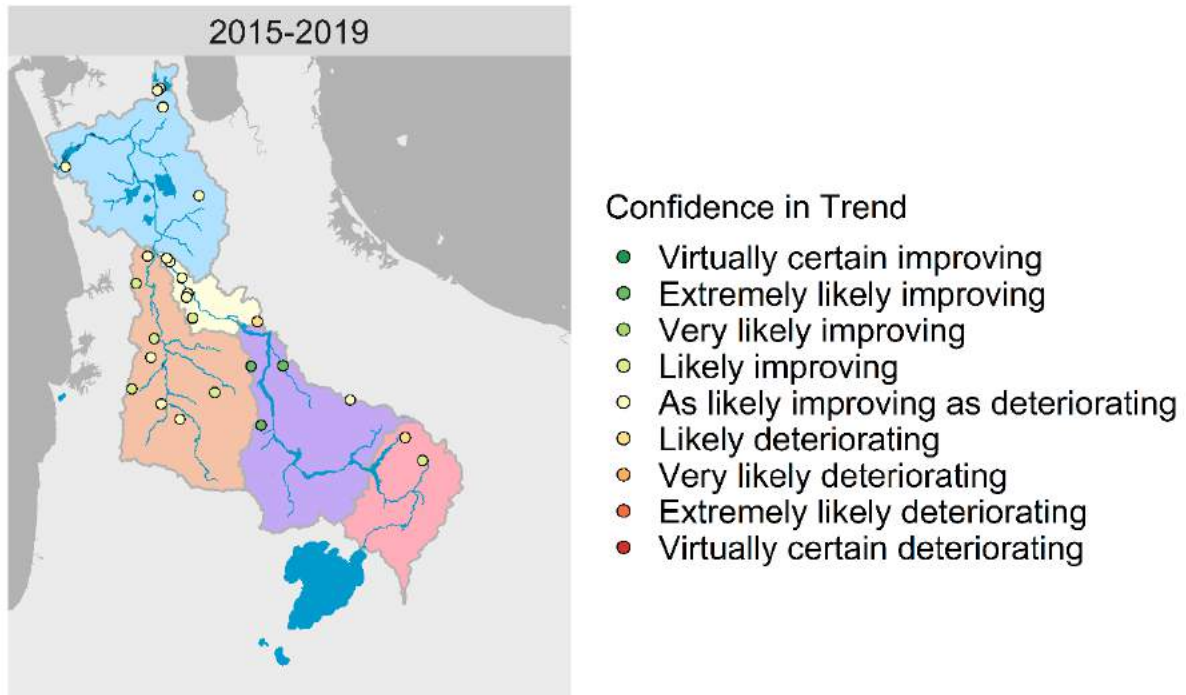 2015-2019
Confidence in Trend
Virtually certain improving
Extremely likely improving
Very likely improving
Likely improving
As likely improving as deteriorating
Likely deteriorating
Very likely deteriorating
Extremely likely deteriorating
Virtually certain deteriorating